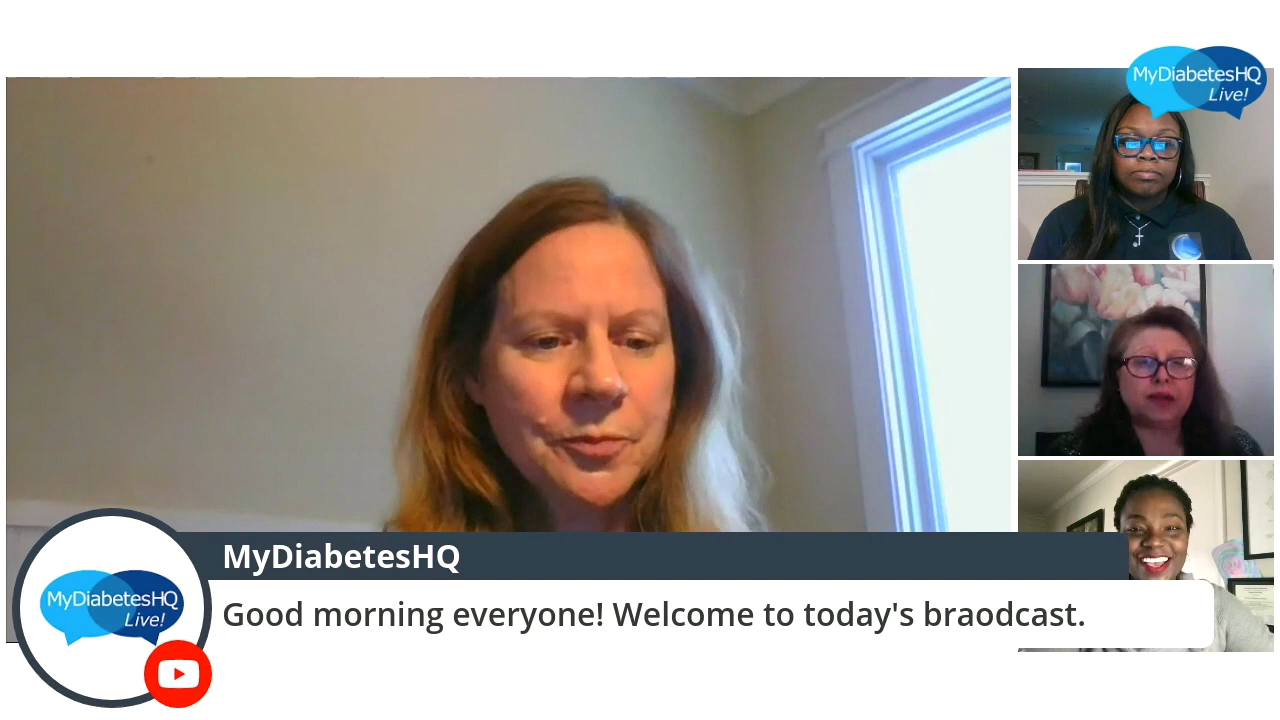 MyDiabetesHQ
Live!
MyDiabetesHQ
Good morning everyone! Welcome to today's braodcast.
MyDiabetesHQ
Live!